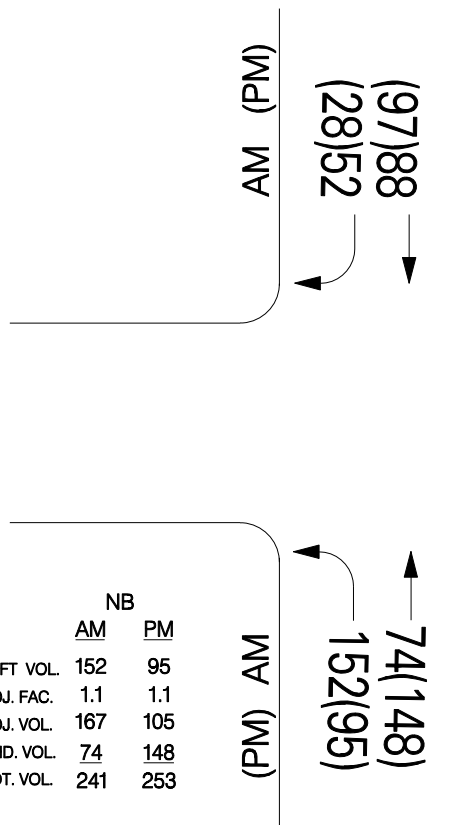 (PM)
AM
(97)88
(28)52
NB
AM PM
FT VOL. 152 95
J. FAC. 1.1 1.1
J. VOL. 167 105
ID. VOL. 74 148
T. VOL. 241 253
AM
(PM)
152(95)
74(148)